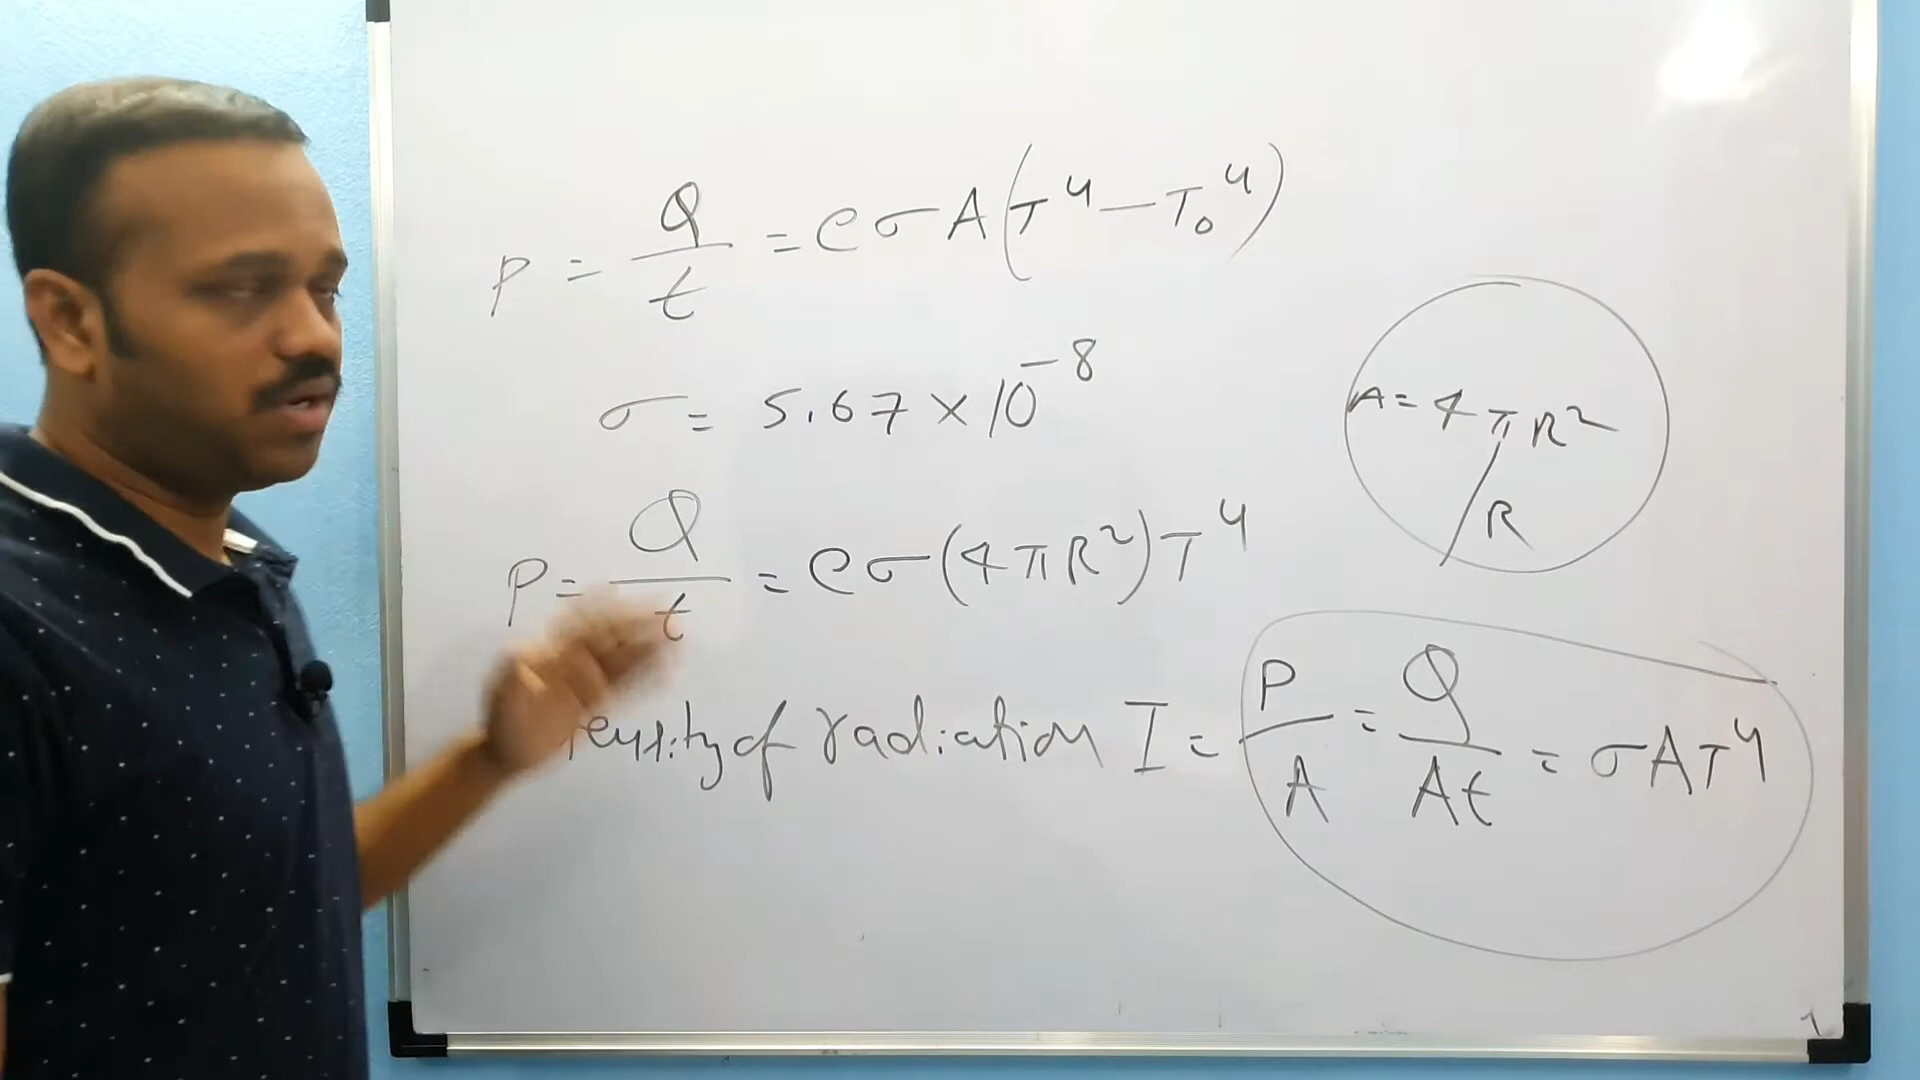 P = Q/t = eσA(T⁴ − T₀⁴)
σ = 5.67 × 10⁻⁸
A = 4πR²
R
P = Q/t = eσ(4πR²)T⁴
of radiation I = P/A = Q/At = σAT⁴